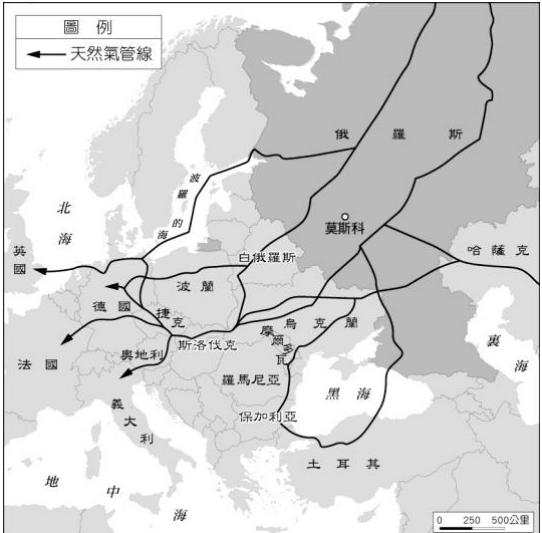 圖例
天然氣管線
俄羅斯
波羅的海
北海
莫斯科
英國
白俄羅斯
哈薩克
波蘭
德國
捷克
烏克蘭
摩爾多瓦
斯洛伐克
奧地利
法國
裏海
羅馬尼亞
黑海
義大利
保加利亞
土耳其
地中海
0 250 500公里